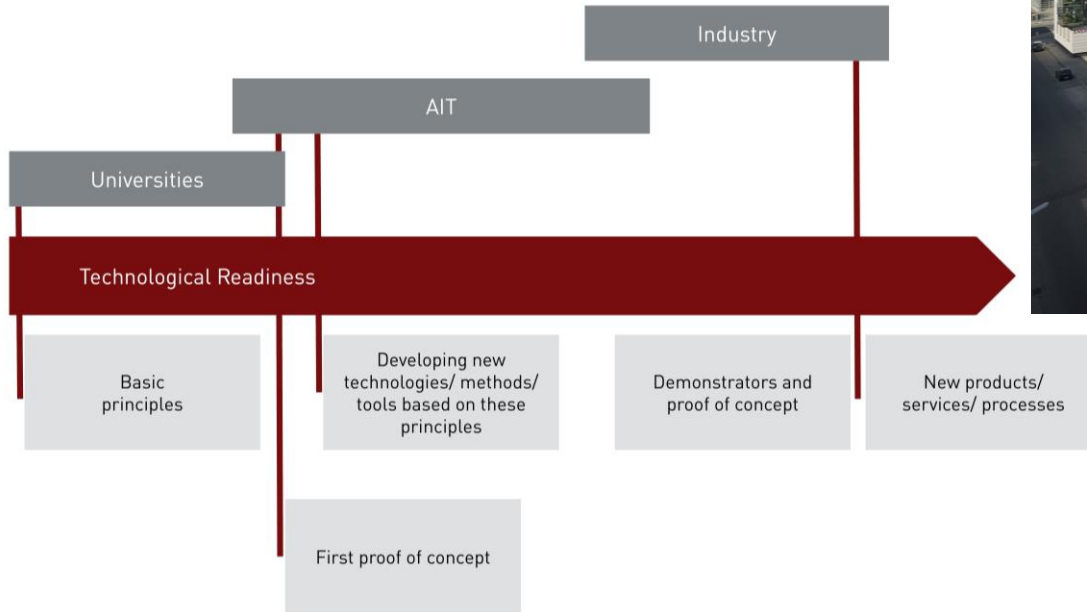 Industry
AIT
Universities
Technological Readiness
Basic
principles
Developing new
technologies/ methods/
tools based on these
principles
Demonstrators and
proof of concept
New products/
services/ processes
First proof of concept